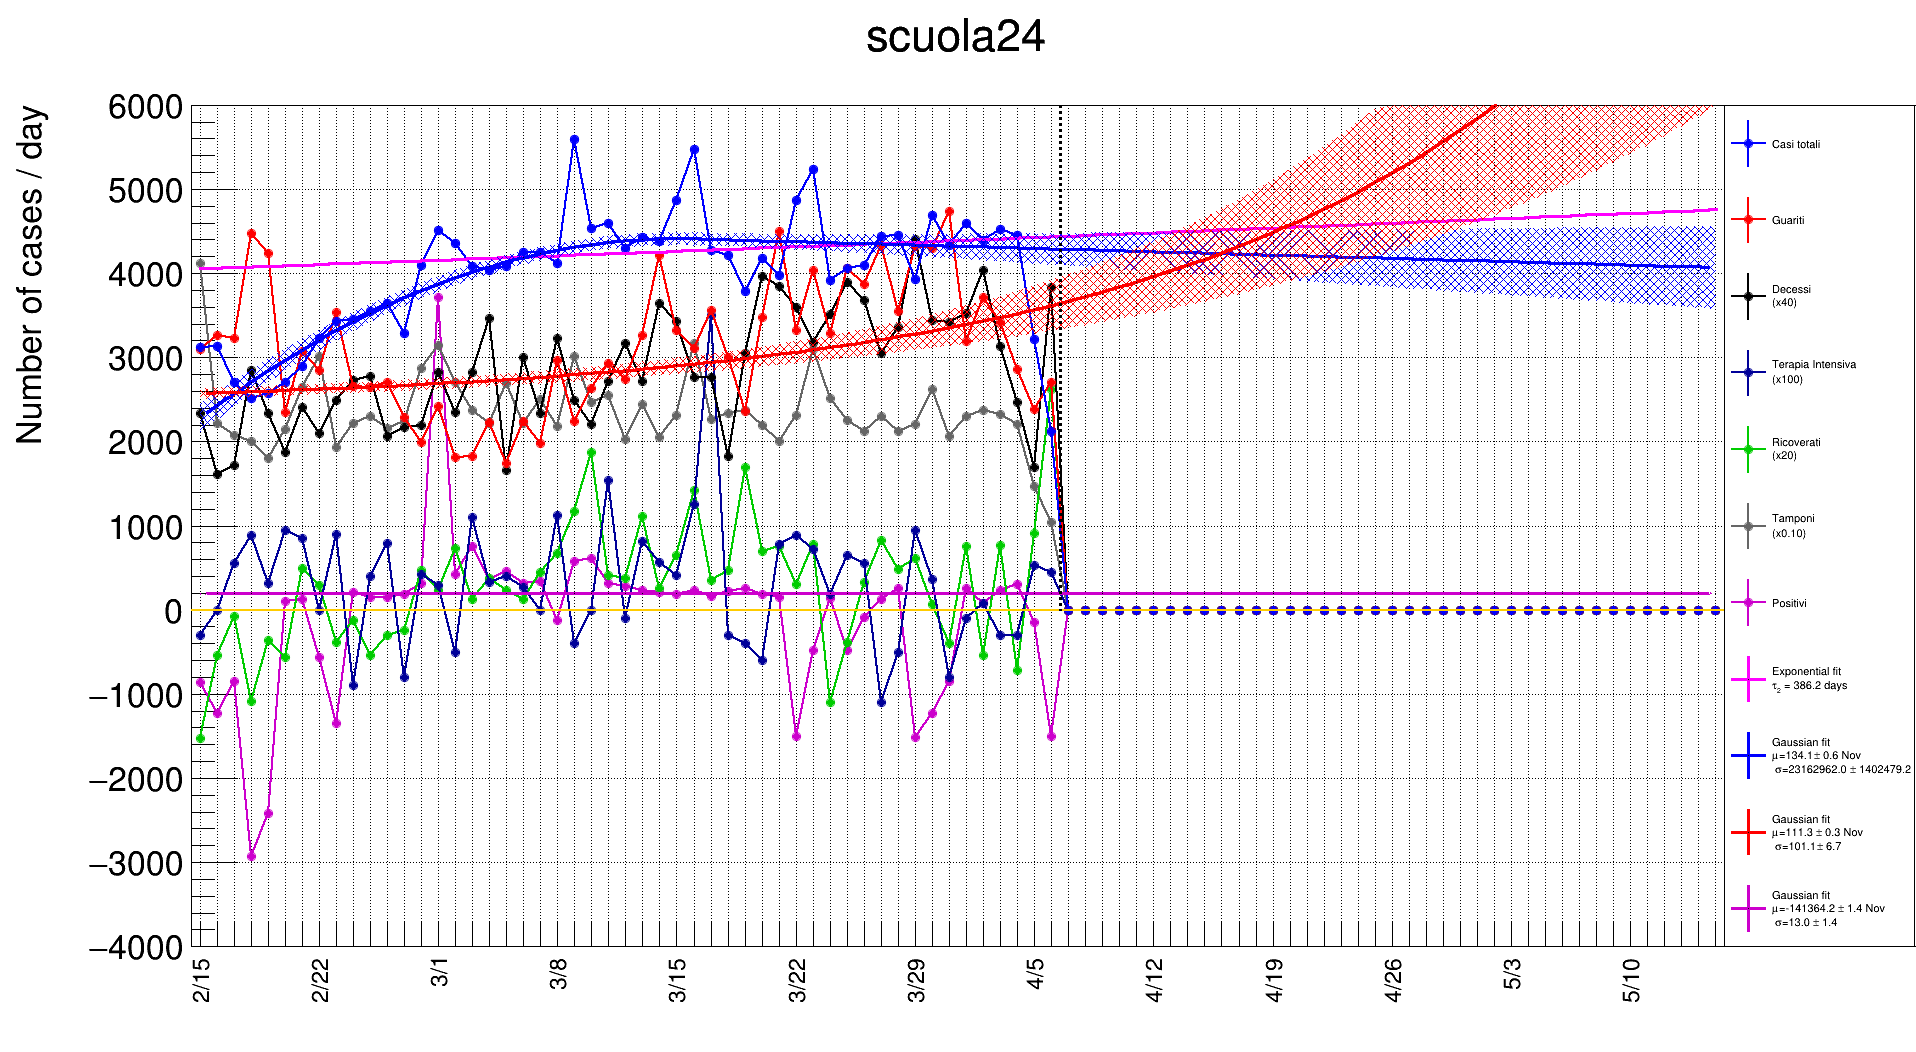 scuola24
Number of cases / day
6000
5000
4000
3000
2000
1000
0
−1000
−2000
−3000
−4000
2/15
2/22
3/1
3/8
3/15
3/22
3/29
4/5
4/12
4/19
4/26
5/3
5/10
Casi totali
Guariti
Decessi
(x40)
Terapia Intensiva
(x100)
Ricoverati
(x20)
Tamponi
(x0.10)
Positivi
Exponential fit
τ₂ = 386.2 days
Gaussian fit
μ=134.1± 0.6 Nov
σ=23162962.0 ± 1402479.2
Gaussian fit
μ=111.3± 0.3 Nov
σ=101.1± 6.7
Gaussian fit
μ=-141364.2 ± 1.4 Nov
σ=13.0 ± 1.4